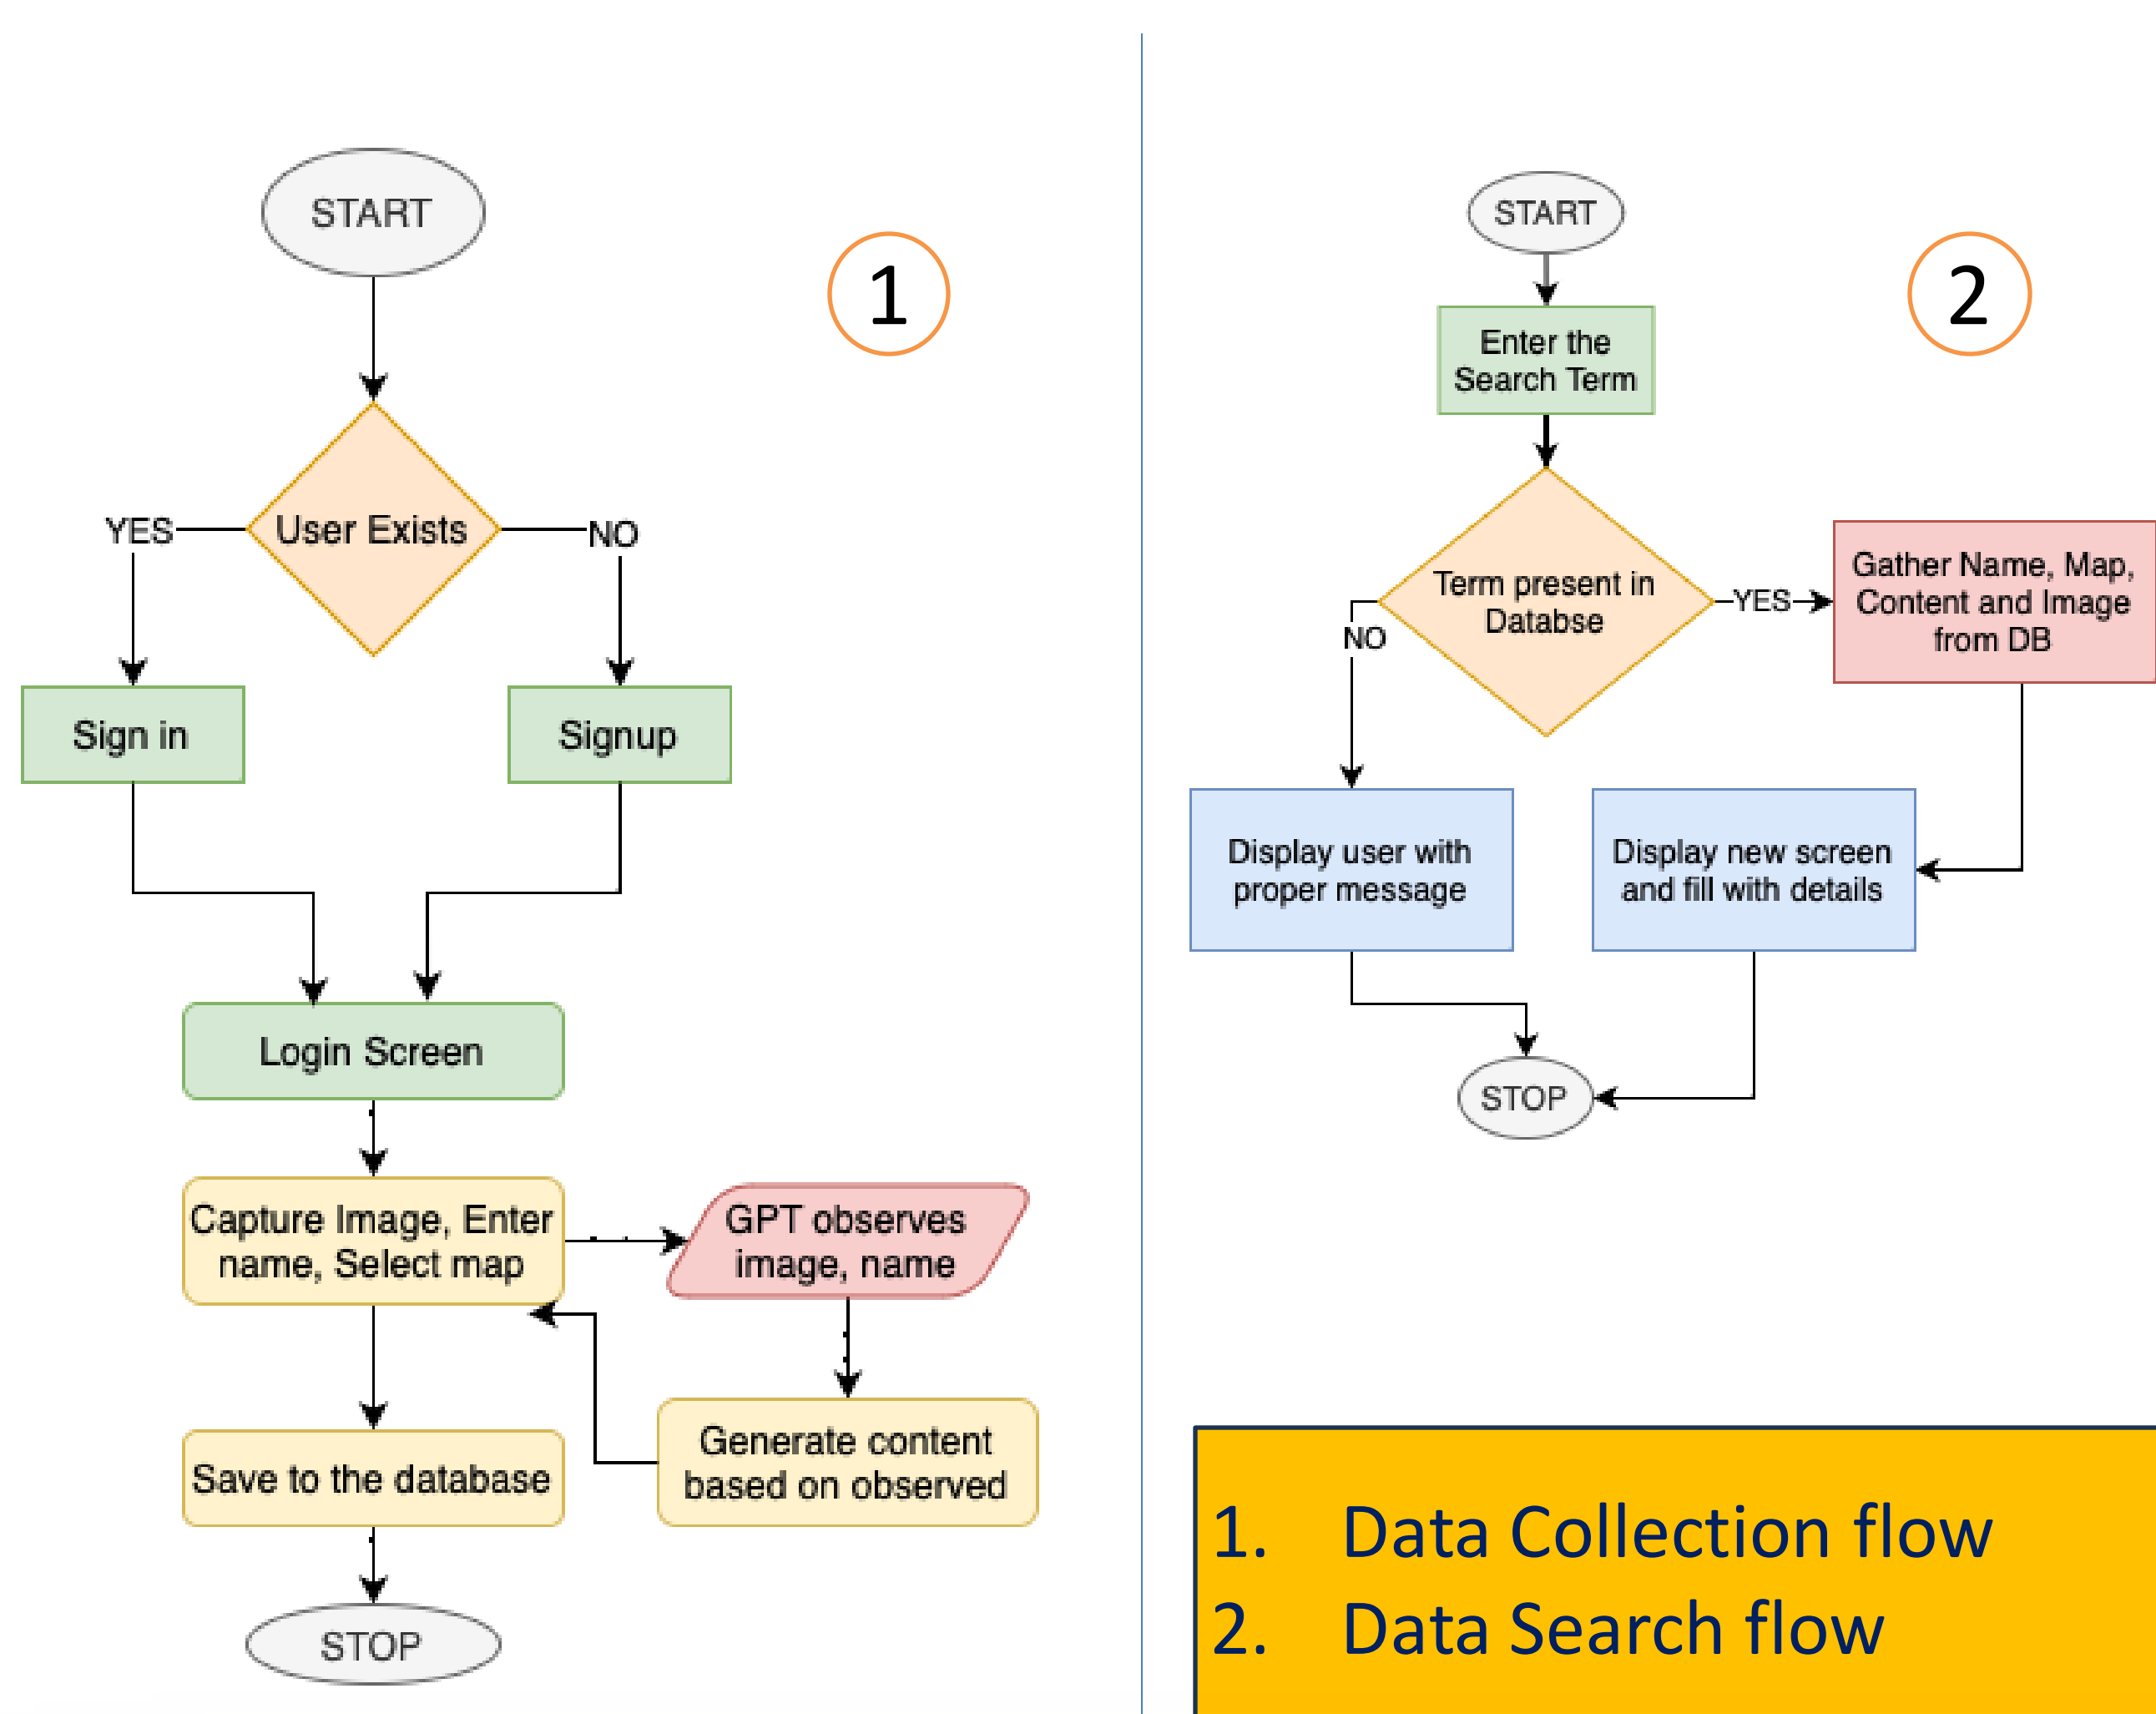 START
1
User Exists
YES
NO
Sign in
Signup
Login Screen
Capture Image, Enter
name, Select map
GPT observes
image, name
Generate content
based on observed
Save to the database
STOP
START
2
Enter the
Search Term
Term present in
Databse
YES
NO
Gather Name, Map,
Content and Image
from DB
Display user with
proper message
Display new screen
and fill with details
STOP
1. Data Collection flow
2. Data Search flow